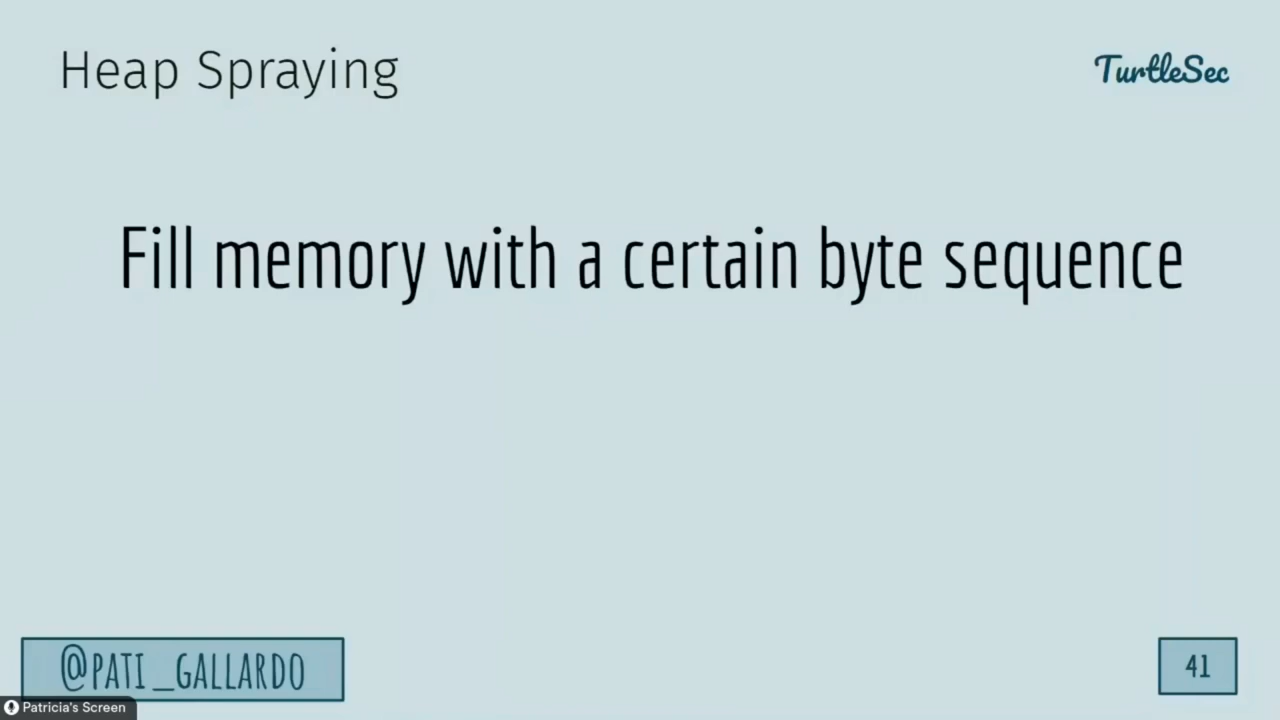 Heap Spraying
TurtleSec
Fill memory with a certain byte sequence
@PATI_GALLARDO
41
Patricia's Screen